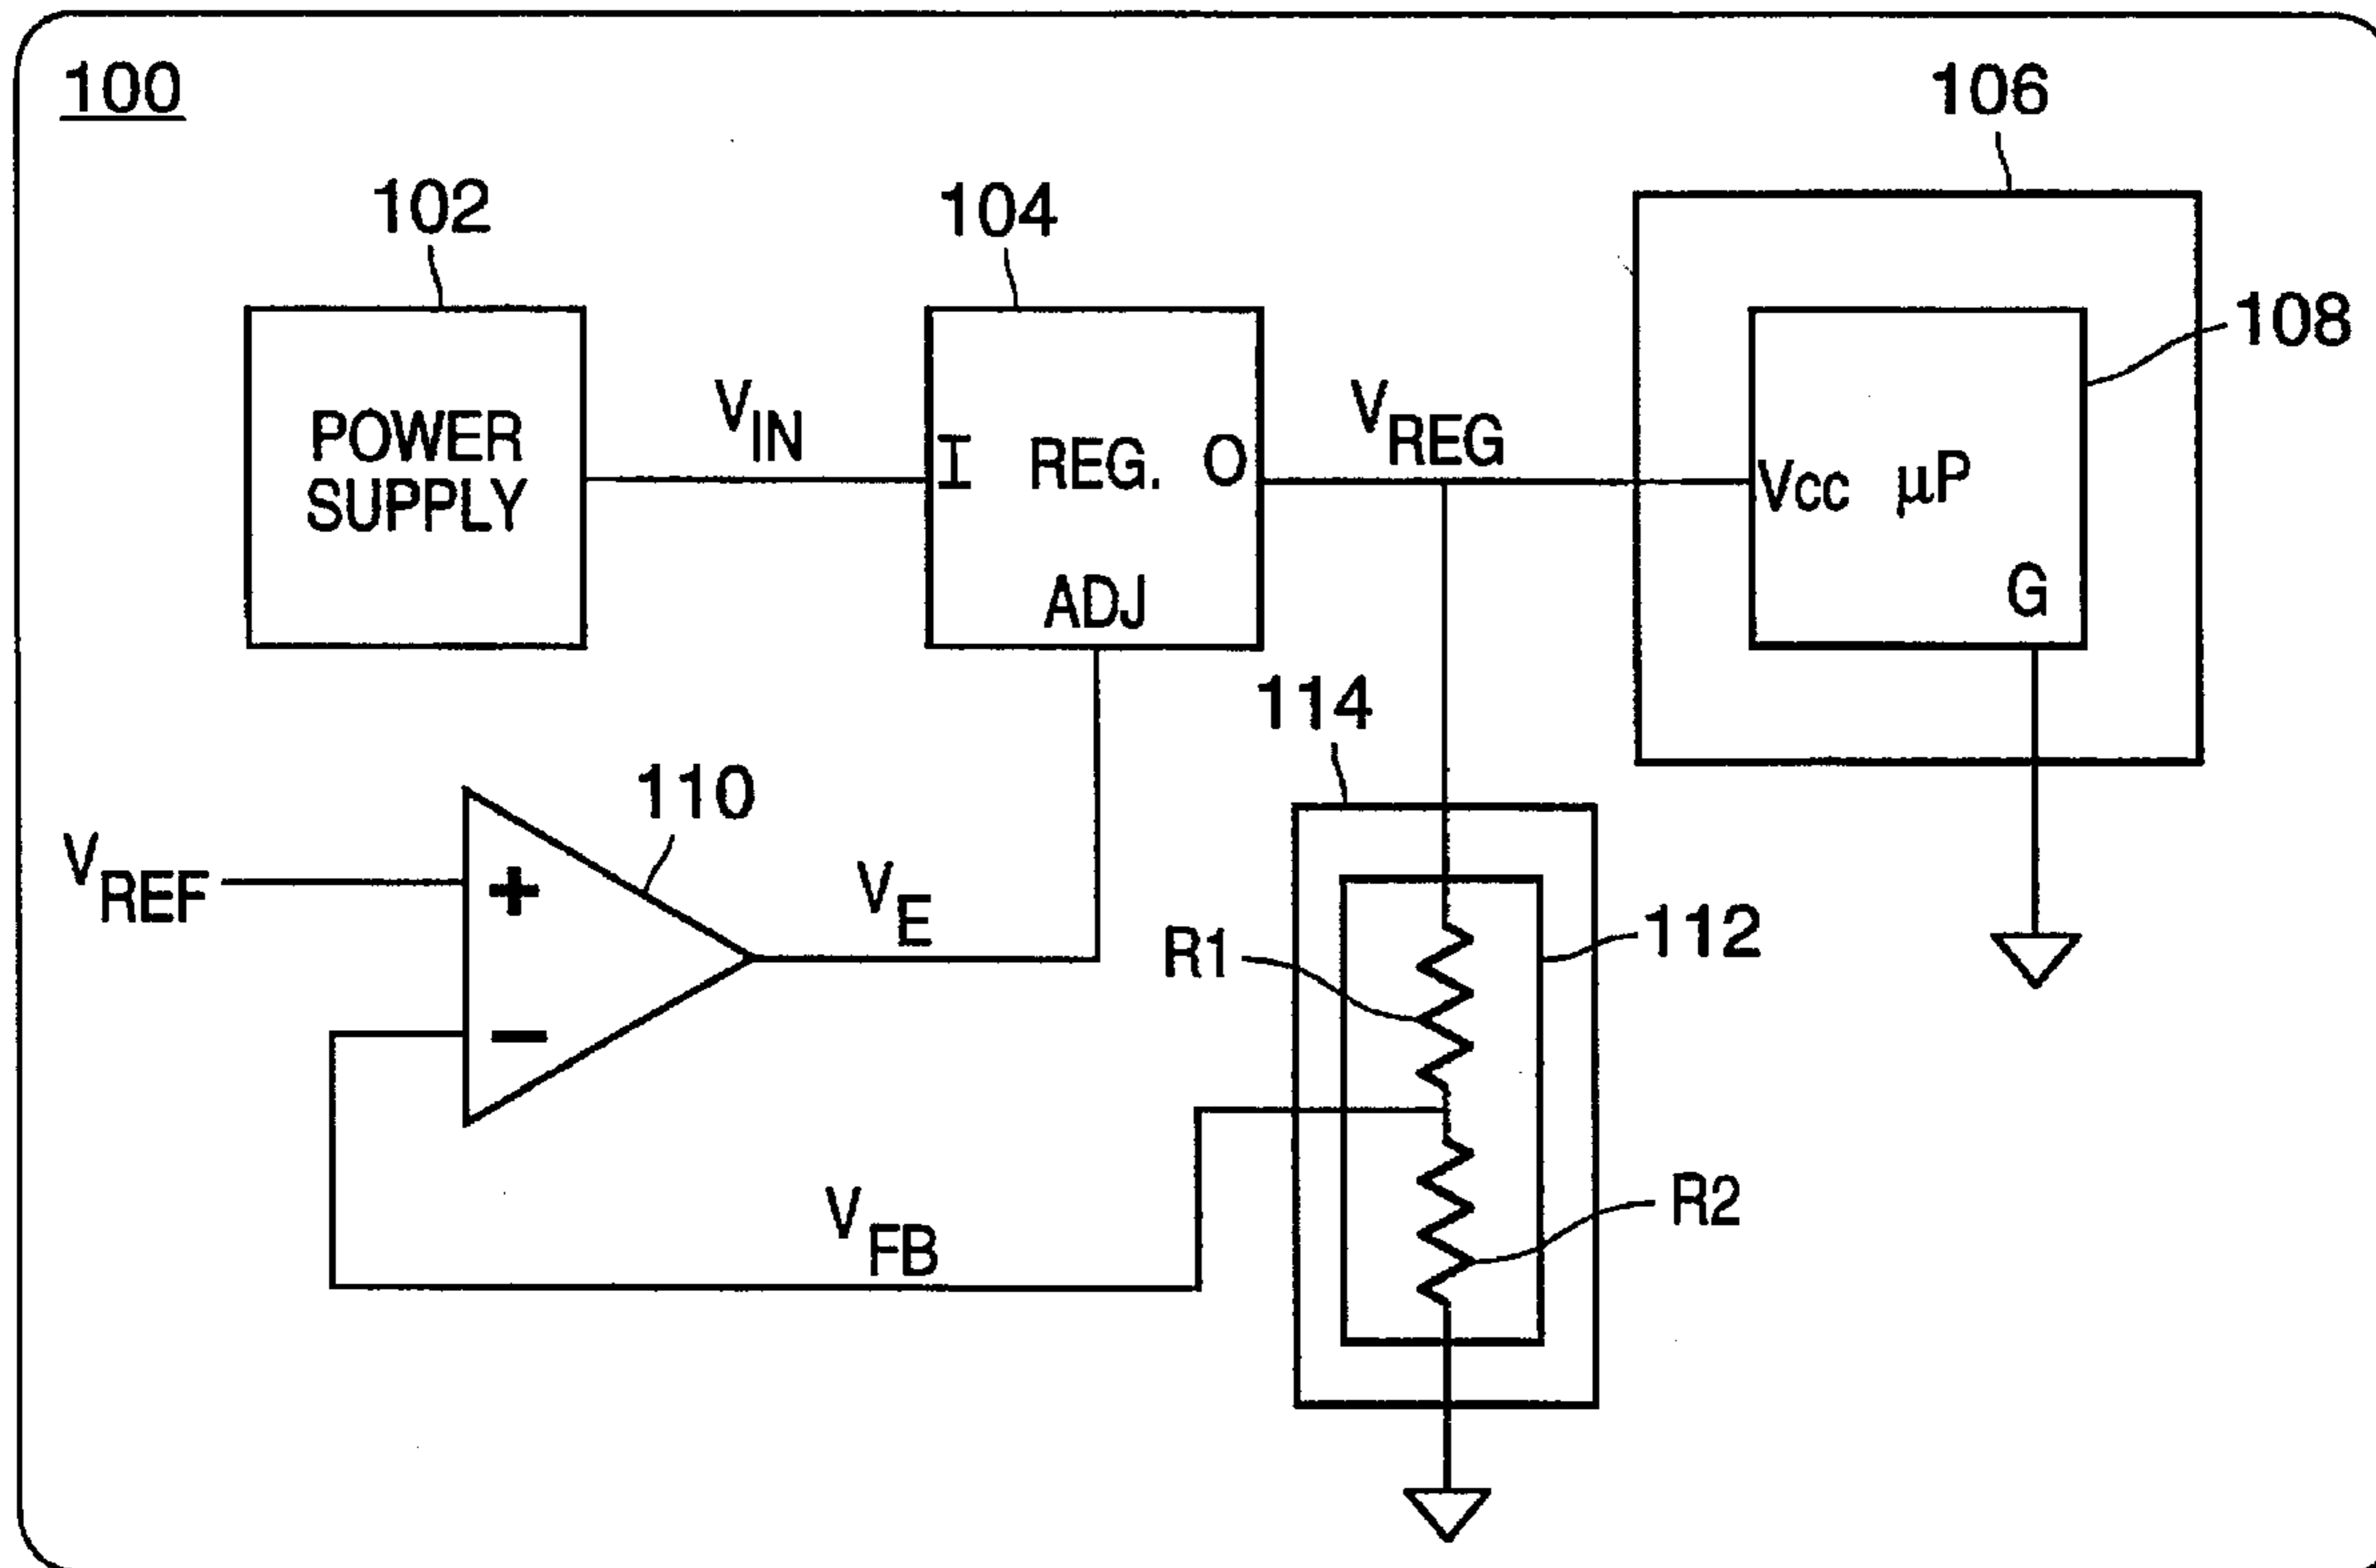 100
106
102
104
108
POWER
SUPPLY
VIN
I REG. O
ADJ
VREG
Vcc μP
G
114
110
VREF
+
VE
R1
112
−
VFB
R2